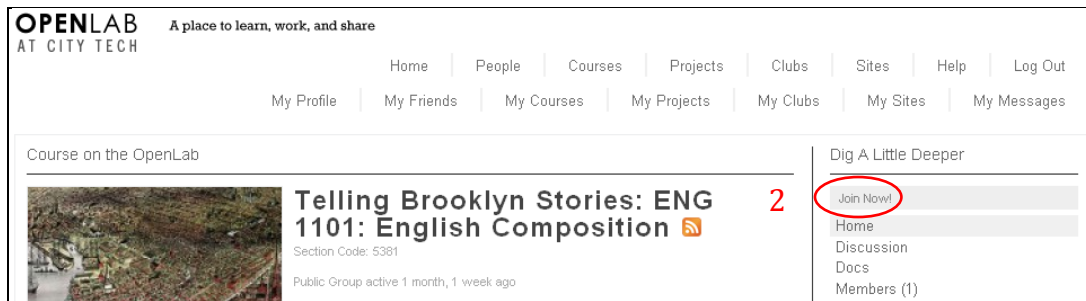 OPENLAB A place to learn, work, and share
AT CITY TECH
Home People Courses Projects Clubs Sites Help Log Out
My Profile My Friends My Courses My Projects My Clubs My Sites My Messages
Course on the OpenLab
Telling Brooklyn Stories: ENG
1101: English Composition
Section Code: 5381
Public Group active 1 month, 1 week ago
Dig A Little Deeper
2
Join Now!
Home
Discussion
Docs
Members (1)